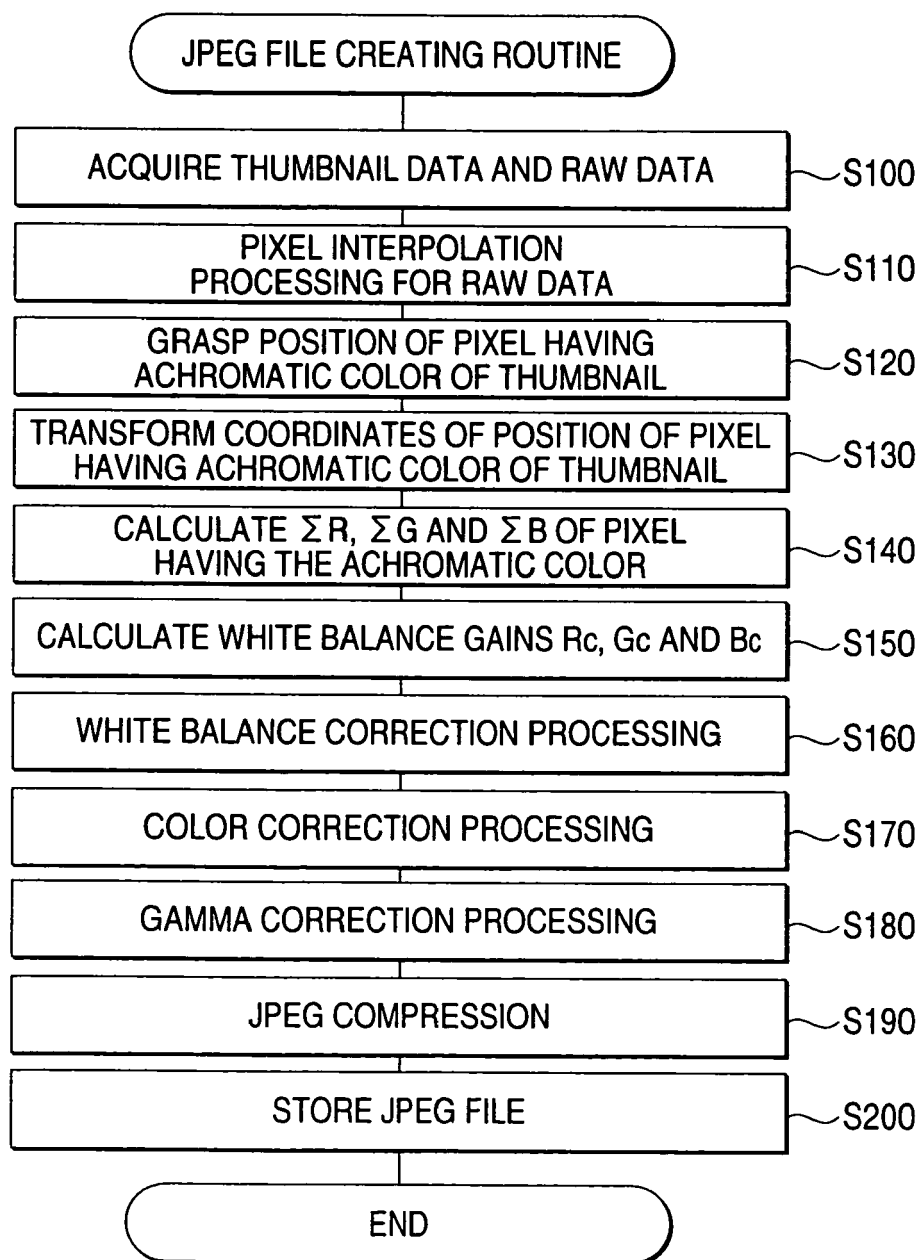 JPEG FILE CREATING ROUTINE
ACQUIRE THUMBNAIL DATA AND RAW DATA
S100
PIXEL INTERPOLATION
PROCESSING FOR RAW DATA
S110
GRASP POSITION OF PIXEL HAVING
ACHROMATIC COLOR OF THUMBNAIL
S120
TRANSFORM COORDINATES OF POSITION OF PIXEL
HAVING ACHROMATIC COLOR OF THUMBNAIL
S130
CALCULATE ΣR, ΣG AND ΣB OF PIXEL
HAVING THE ACHROMATIC COLOR
S140
CALCULATE WHITE BALANCE GAINS Rc, Gc AND Bc
S150
WHITE BALANCE CORRECTION PROCESSING
S160
COLOR CORRECTION PROCESSING
S170
GAMMA CORRECTION PROCESSING
S180
JPEG COMPRESSION
S190
STORE JPEG FILE
S200
END